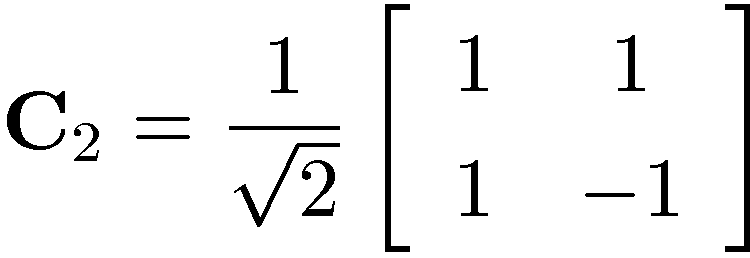 C₂ = 1/√2 [ 1 1
1 −1 ]